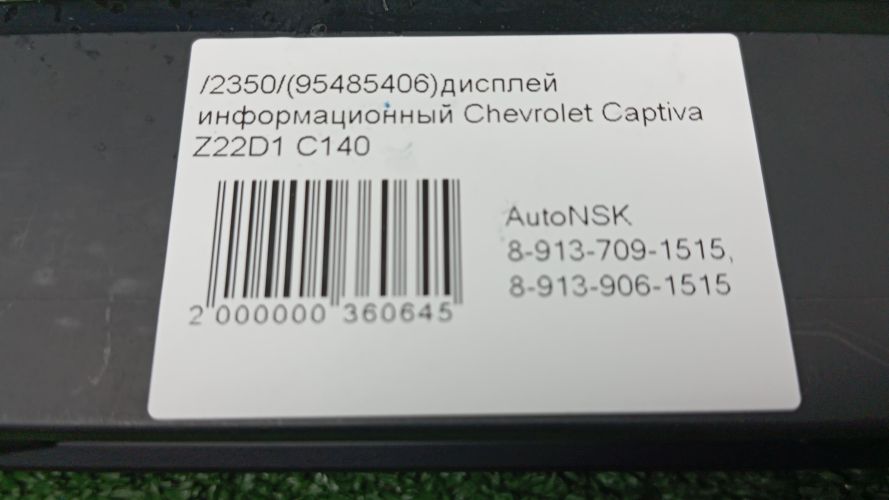 /2350/(95485406)дисплей
информационный Chevrolet Captiva
Z22D1 C140
AutoNSK
8-913-709-1515,
8-913-906-1515
2 000000 360645